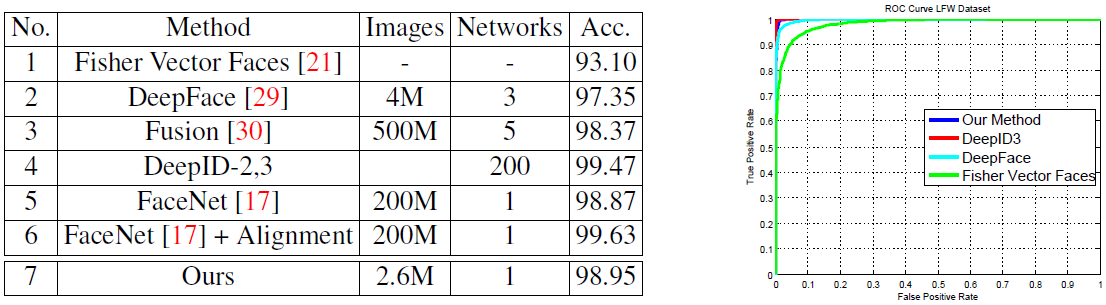 No. Method Images Networks Acc.
1 Fisher Vector Faces [21] - - 93.10
2 DeepFace [29] 4M 3 97.35
3 Fusion [30] 500M 5 98.37
4 DeepID-2,3 200 99.47
5 FaceNet [17] 200M 1 98.87
6 FaceNet [17] + Alignment 200M 1 99.63
7 Ours 2.6M 1 98.95
ROC Curve LFW Dataset
True Positive Rate
1
0.9
0.8
0.7
0.6
0.5
0.4
0.3
0.2
0.1
0
Our Method
DeepID3
DeepFace
Fisher Vector Faces
0 0.1 0.2 0.3 0.4 0.5 0.6 0.7 0.8 0.9 1
False Positive Rate